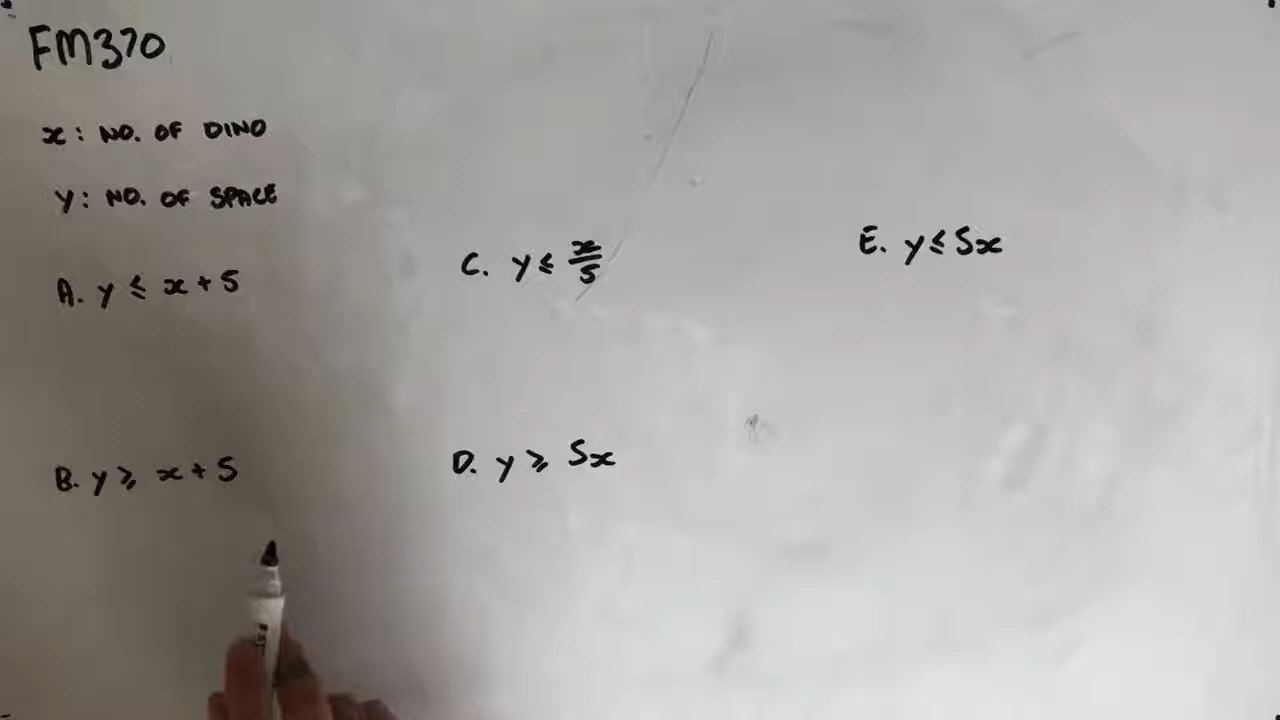 FM370
x: NO. OF DINO
y: NO. OF SPACE
A. y ≤ x + 5
B. y ≥ x + 5
C. y ≤ x/5
D. y ≥ 5x
E. y ≤ 5x